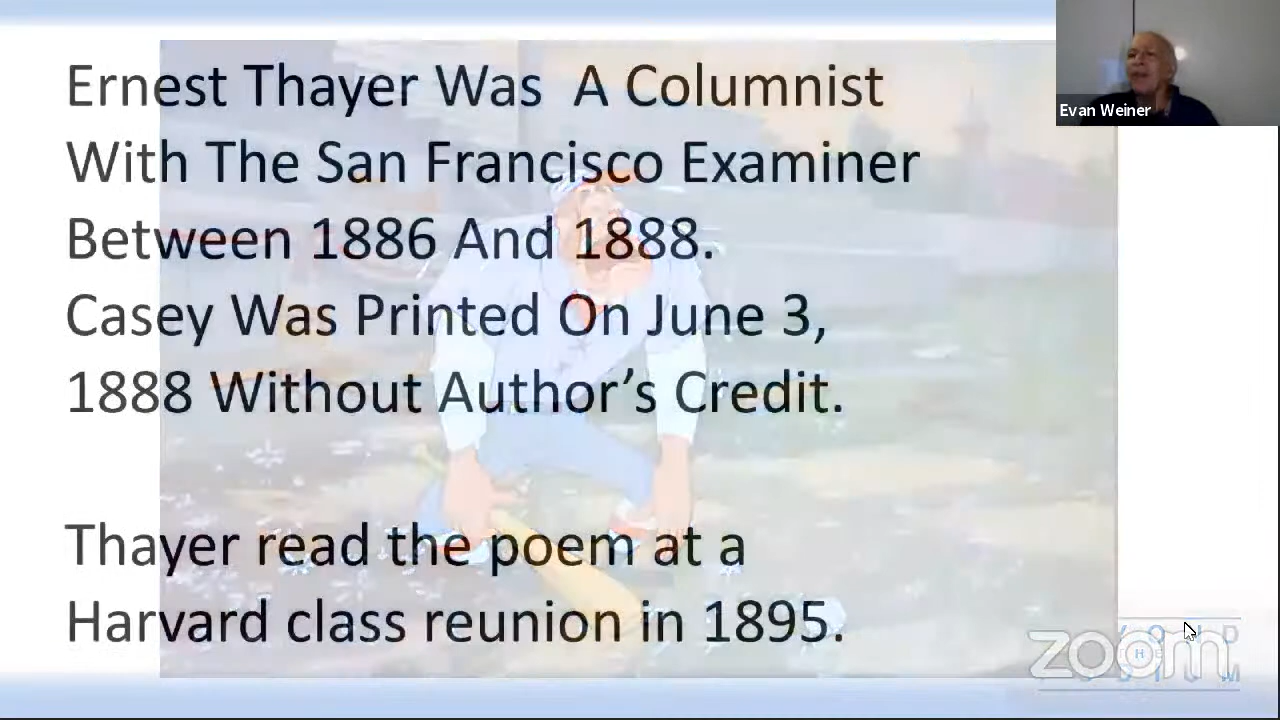 Ernest Thayer Was A Columnist
With The San Francisco Examiner
Between 1886 And 1888.
Casey Was Printed On June 3,
1888 Without Author's Credit.
Thayer read the poem at a
Harvard class reunion in 1895.
Evan Weiner
zoom